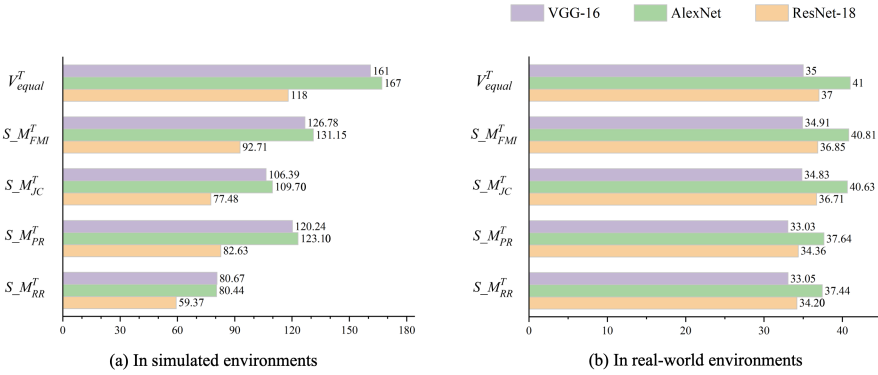 VGG-16 AlexNet ResNet-18
V^T_equal 161 167 118
S_M^T_FMI 126.78 131.15 92.71
S_M^T_JC 106.39 109.70 77.48
S_M^T_PR 120.24 123.10 82.63
S_M^T_RR 80.67 80.44 59.37
0 30 60 90 120 150 180
(a) In simulated environments
V^T_equal 35 41 37
S_M^T_FMI 34.91 40.81 36.85
S_M^T_JC 34.83 40.63 36.71
S_M^T_PR 33.03 37.64 34.36
S_M^T_RR 33.05 37.44 34.20
0 10 20 30 40
(b) In real-world environments